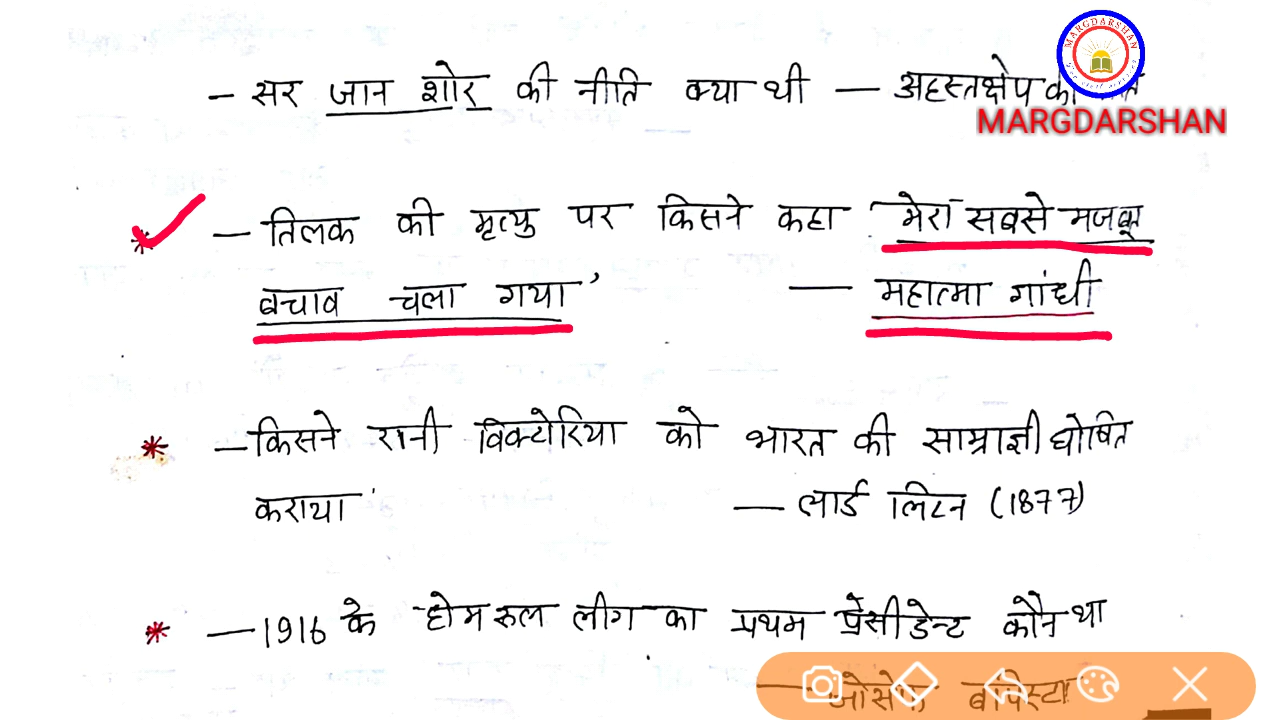 MARGDARSHAN
– सर जान शोर की नीति क्या थी — अहस्तक्षेप की
MARGDARSHAN
* – तिलक की मृत्यु पर किसने कहा 'मेरा सबसे मजबू
बचाव चला गया' — महात्मा गांधी
* – किसने रानी विक्टोरिया को भारत की साम्राज्ञी घोषित
कराया' — लार्ड लिटन (1877)
* – 1916 के होमरुल लीग का प्रथम प्रेसीडेन्ट कौन था